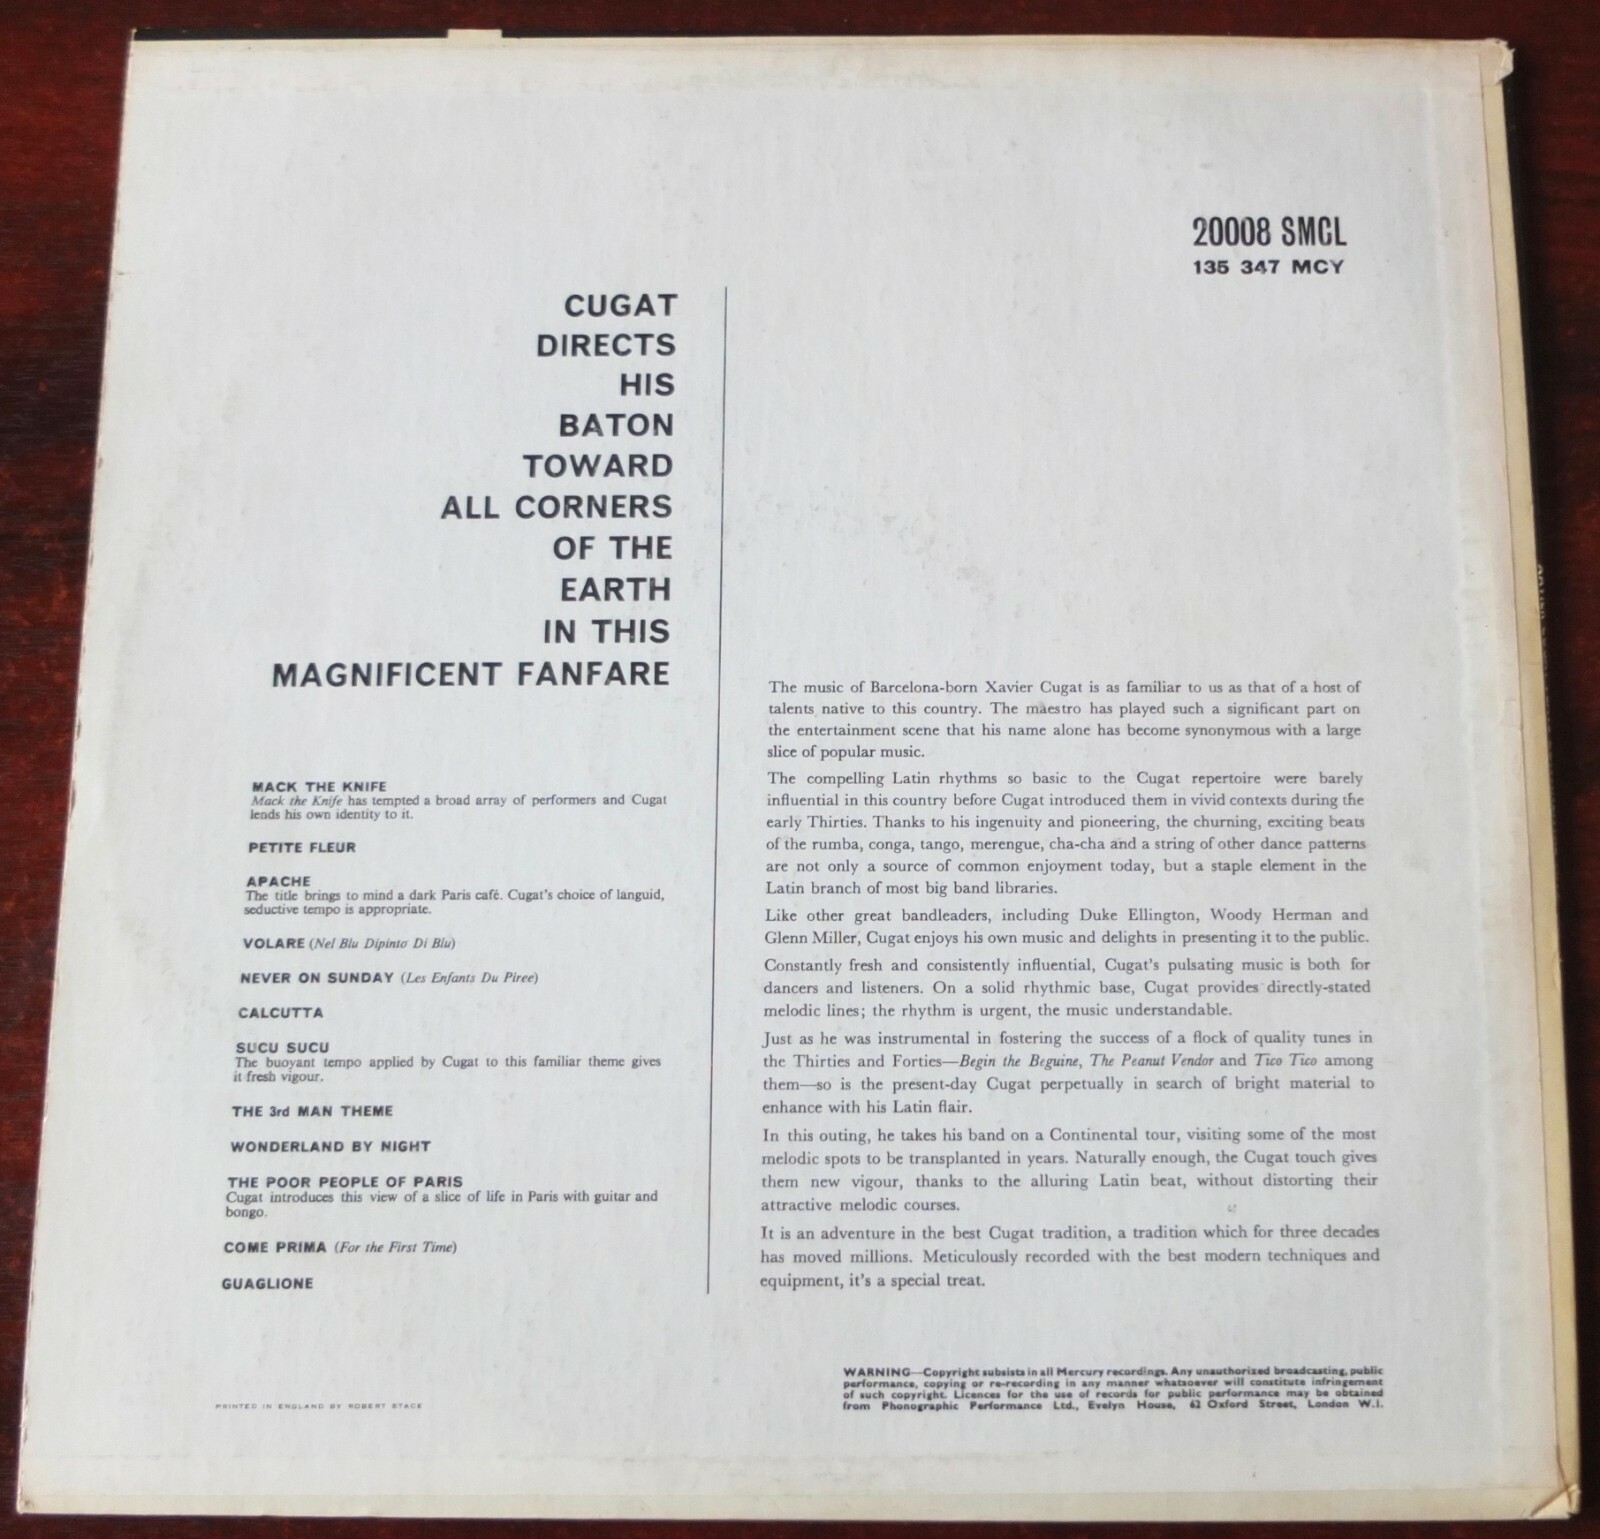 20008 SMCL
135 347 MCY
CUGAT
DIRECTS
HIS
BATON
TOWARD
ALL CORNERS
OF THE
EARTH
IN THIS
MAGNIFICENT FANFARE
MACK THE KNIFE
Mack the Knife has tempted a broad array of performers and Cugat
lends his own identity to it.
PETITE FLEUR
APACHE
The title brings to mind a dark Paris café. Cugat's choice of languid,
seductive tempo is appropriate.
VOLARE (Nel Blu Dipinto Di Blu)
NEVER ON SUNDAY (Les Enfants Du Piree)
CALCUTTA
SUCU SUCU
The buoyant tempo applied by Cugat to this familiar theme gives
it fresh vigour.
THE 3rd MAN THEME
WONDERLAND BY NIGHT
THE POOR PEOPLE OF PARIS
Cugat introduces this view of a slice of life in Paris with guitar and
bongo.
COME PRIMA (For the First Time)
GUAGLIONE
The music of Barcelona-born Xavier Cugat is as familiar to us as that of a host of
talents native to this country. The maestro has played such a significant part on
the entertainment scene that his name alone has become synonymous with a large
slice of popular music.
The compelling Latin rhythms so basic to the Cugat repertoire were barely
influential in this country before Cugat introduced them in vivid contexts during the
early Thirties. Thanks to his ingenuity and pioneering, the churning, exciting beats
of the rumba, conga, tango, merengue, cha-cha and a string of other dance patterns
are not only a source of common enjoyment today, but a staple element in the
Latin branch of most big band libraries.
Like other great bandleaders, including Duke Ellington, Woody Herman and
Glenn Miller, Cugat enjoys his own music and delights in presenting it to the public.
Constantly fresh and consistently influential, Cugat's pulsating music is both for
dancers and listeners. On a solid rhythmic base, Cugat provides directly-stated
melodic lines; the rhythm is urgent, the music understandable.
Just as he was instrumental in fostering the success of a flock of quality tunes in
the Thirties and Forties—Begin the Beguine, The Peanut Vendor and Tico Tico among
them—so is the present-day Cugat perpetually in search of bright material to
enhance with his Latin flair.
In this outing, he takes his band on a Continental tour, visiting some of the most
melodic spots to be transplanted in years. Naturally enough, the Cugat touch gives
them new vigour, thanks to the alluring Latin beat, without distorting their
attractive melodic courses.
It is an adventure in the best Cugat tradition, a tradition which for three decades
has moved millions. Meticulously recorded with the best modern techniques and
equipment, it's a special treat.
WARNING—Copyright subsists in all Mercury recordings. Any unauthorized broadcasting, public
performance, copying or re-recording in any manner whatsoever will constitute infringement
of such copyright. Licences for the use of records for public performance may be obtained
from Phonographic Performance Ltd., Evelyn House, 62 Oxford Street, London W.I.
PRINTED IN ENGLAND BY ROBERT STACE